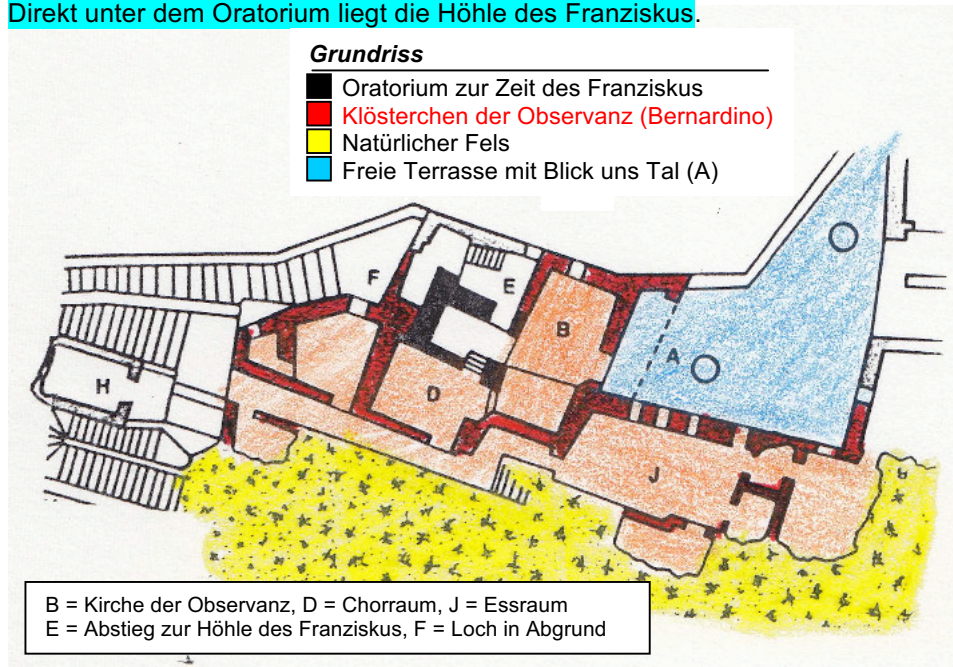 Direkt unter dem Oratorium liegt die Höhle des Franziskus.
Grundriss
Oratorium zur Zeit des Franziskus
Klösterchen der Observanz (Bernardino)
Natürlicher Fels
Freie Terrasse mit Blick uns Tal (A)
F
E
B
A
H
D
J
B = Kirche der Observanz, D = Chorraum, J = Essraum
E = Abstieg zur Höhle des Franziskus, F = Loch in Abgrund